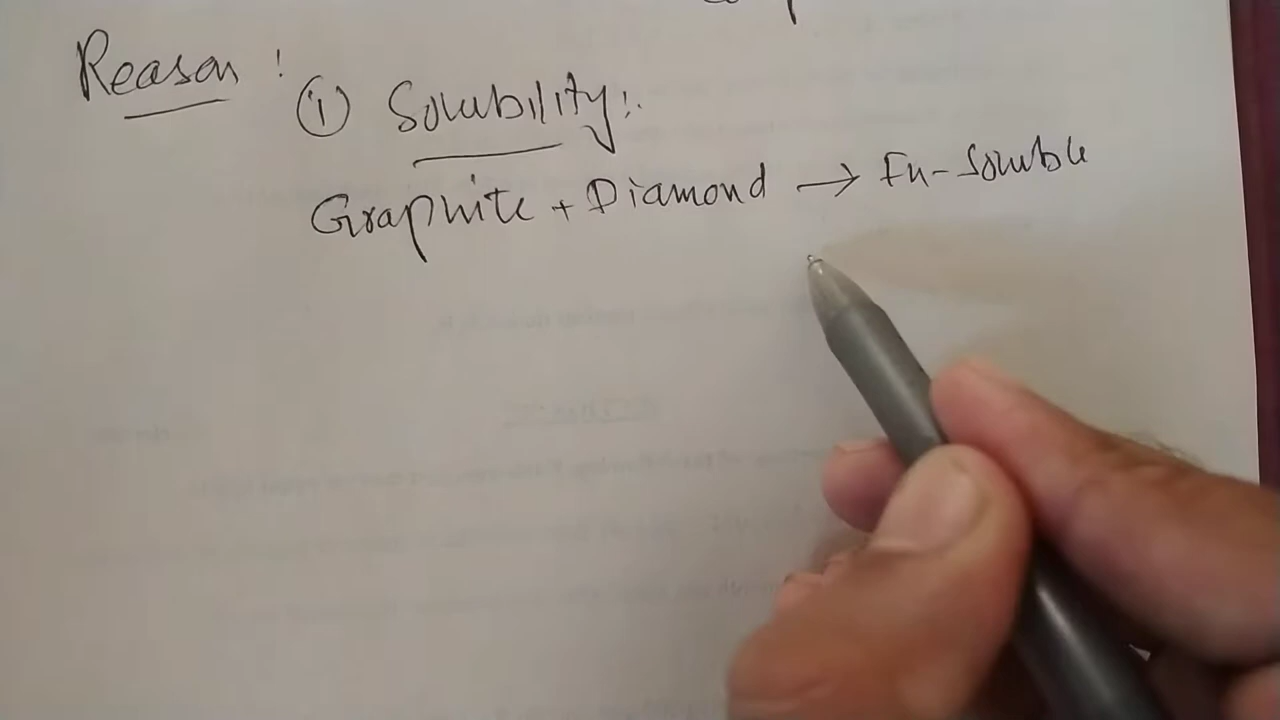 Reason :
① Solubility :.
Graphite + Diamond → In-Soluble